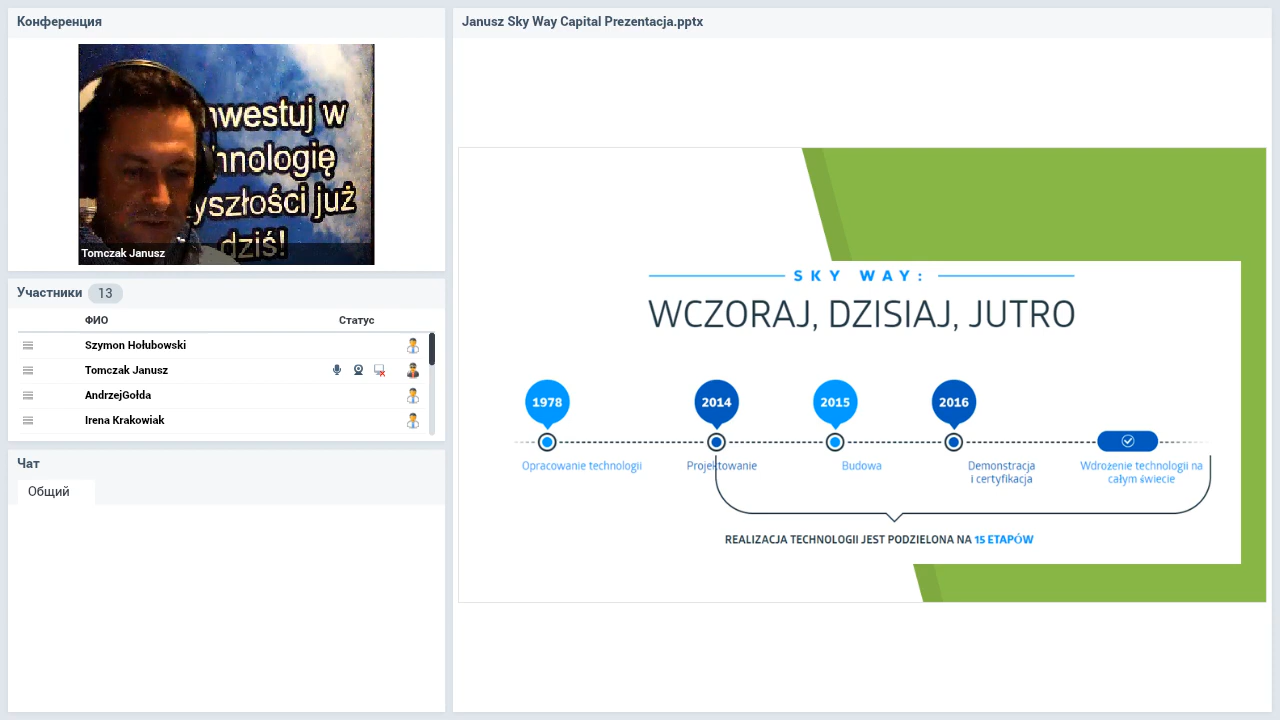 Конференция
nwestuj w
hnologię
yszłości już
dziś!
Tomczak Janusz
Участники 13
ФИО Статус
Szymon Hołubowski
Tomczak Janusz
AndrzejGołda
Irena Krakowiak
Чат
Общий
Janusz Sky Way Capital Prezentacja.pptx
SKY WAY:
WCZORAJ, DZISIAJ, JUTRO
1978 2014 2015 2016
Opracowanie technologii Projektowanie Budowa Demonstracja Wdrożenie technologii na
i certyfikacja całym świecie
REALIZACJA TECHNOLOGII JEST PODZIELONA NA 15 ETAPÓW